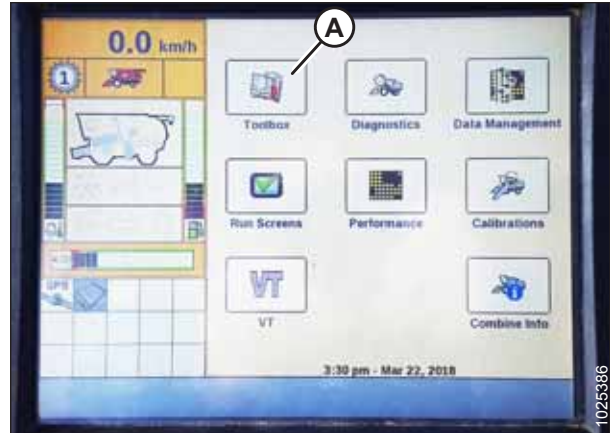 A
0.0 km/h
1
Toolbox
Diagnostics
Data Management
Run Screens
Performance
Calibrations
GPS
VT
VT
Combine Info
3:30 pm - Mar 22, 2018
1025386